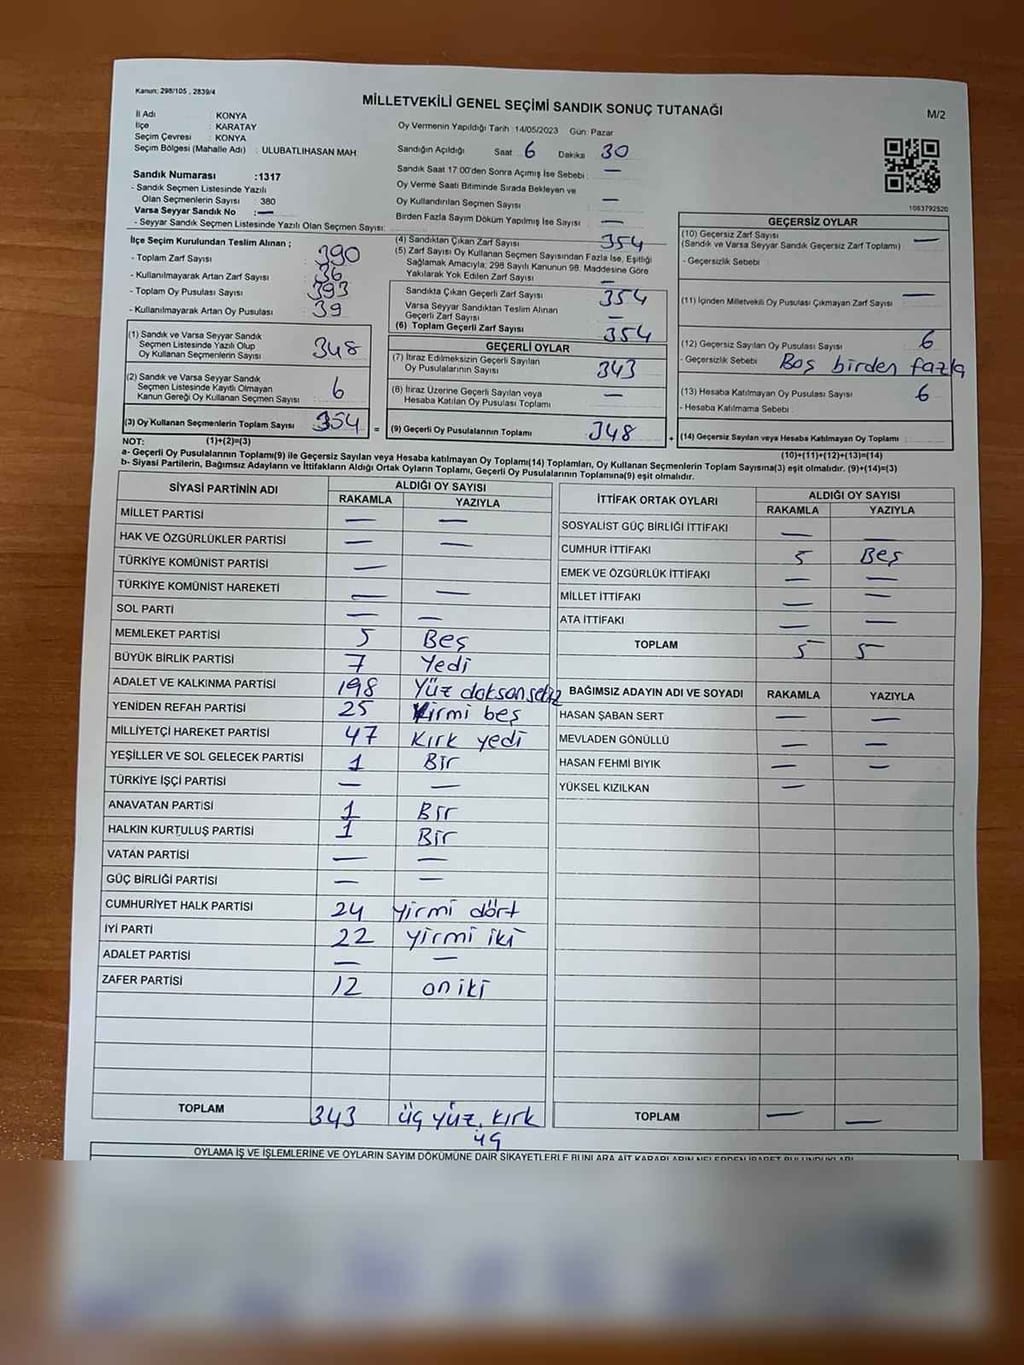 Kanun: 298/105 , 2839/4
MİLLETVEKİLİ GENEL SEÇİMİ SANDIK SONUÇ TUTANAĞI
M/2
İl Adı : KONYA
İlçe : KARATAY
Seçim Çevresi : KONYA
Seçim Bölgesi (Mahalle Adı) : ULUBATLIHASAN MAH
Sandık Numarası :1317
- Sandık Seçmen Listesinde Yazılı
Olan Seçmenlerin Sayısı : 380
Varsa Seyyar Sandık No : —
- Seyyar Sandık Seçmen Listesinde Yazılı Olan Seçmen Sayısı:
Oy Vermenin Yapıldığı Tarih :14/05/2023 Gün: Pazar
Sandığın Açıldığı Saat 6 Dakika 30
Sandık Saat 17:00'den Sonra Açımış İse Sebebi : —
Oy Verme Saati Bitiminde Sırada Bekleyen ve
Oy Kullandırılan Seçmen Sayısı —
Birden Fazla Sayım Döküm Yapılmış İse Sayısı —
1083792520
İlçe Seçim Kurulundan Teslim Alınan ;
- Toplam Zarf Sayısı : 390
- Kullanılmayarak Artan Zarf Sayısı : 36
- Toplam Oy Pusulası Sayısı : 393
- Kullanılmayarak Artan Oy Pusulası : 39
(1) Sandık ve Varsa Seyyar Sandık
Seçmen Listesinde Yazılı Olup
Oy Kullanan Seçmenlerin Sayısı : 348
(2) Sandık ve Varsa Seyyar Sandık
Seçmen Listesinde Kayıtlı Olmayan
Kanun Gereği Oy Kullanan Seçmen Sayısı : 6
(3) Oy Kullanan Seçmenlerin Toplam Sayısı : 354
(4) Sandıktan Çıkan Zarf Sayısı 354
(5) Zarf Sayısı Oy Kullanan Seçmen Sayısından Fazla İse, Eşitliği
Sağlamak Amacıyla; 298 Sayılı Kanunun 98. Maddesine Göre
Yakılarak Yok Edilen Zarf Sayısı —
Sandıkta Çıkan Geçerli Zarf Sayısı 354
Varsa Seyyar Sandıktan Teslim Alınan
Geçerli Zarf Sayısı —
(6) Toplam Geçerli Zarf Sayısı 354
GEÇERLİ OYLAR
(7) İtiraz Edilmeksizin Geçerli Sayılan
Oy Pusulalarının Sayısı 343
(8) İtiraz Üzerine Geçerli Sayılan veya
Hesaba Katılan Oy Pusulası Toplamı —
= (9) Geçerli Oy Pusulalarının Toplamı 348
GEÇERSİZ OYLAR
(10) Geçersiz Zarf Sayısı
(Sandık ve Varsa Seyyar Sandık Geçersiz Zarf Toplamı) —
- Geçersizlik Sebebi
(11) İçinden Milletvekili Oy Pusulası Çıkmayan Zarf Sayısı —
(12) Geçersiz Sayılan Oy Pusulası Sayısı 6
- Geçersizlik Sebebi Boş birden fazla
(13) Hesaba Katılmayan Oy Pusulası Sayısı 6
- Hesaba Katılmama Sebebi
+ (14) Geçersiz Sayılan veya Hesaba Katılmayan Oy Toplamı
NOT: (1)+(2)=(3) (10)+(11)+(12)+(13)=(14)
a- Geçerli Oy Pusulalarının Toplamı(9) ile Geçersiz Sayılan veya Hesaba Katılmayan Oy Toplamı(14) Toplamları, Oy Kullanan Seçmenlerin Toplam Sayısına(3) eşit olmalıdır. (9)+(14)=(3)
b- Siyasi Partilerin, Bağımsız Adayların ve İttifakların Aldığı Ortak Oyların Toplamı, Geçerli Oy Pusulalarının Toplamına(9) eşit olmalıdır.
SİYASİ PARTİNİN ADI ALDIĞI OY SAYISI
RAKAMLA YAZIYLA
MİLLET PARTİSİ — —
HAK VE ÖZGÜRLÜKLER PARTİSİ — —
TÜRKİYE KOMÜNİST PARTİSİ —
TÜRKİYE KOMÜNİST HAREKETİ — —
SOL PARTİ — —
MEMLEKET PARTİSİ 5 Beş
BÜYÜK BİRLİK PARTİSİ 7 Yedi
ADALET VE KALKINMA PARTİSİ 198 Yüz doksan sekiz
YENİDEN REFAH PARTİSİ 25 Yirmi beş
MİLLİYETÇİ HAREKET PARTİSİ 47 Kırk yedi
YEŞİLLER VE SOL GELECEK PARTİSİ 1 Bir
TÜRKİYE İŞÇİ PARTİSİ — —
ANAVATAN PARTİSİ 1 Bir
HALKIN KURTULUŞ PARTİSİ 1 Bir
VATAN PARTİSİ — —
GÜÇ BİRLİĞİ PARTİSİ — —
CUMHURİYET HALK PARTİSİ 24 yirmi dört
İYİ PARTİ 22 yirmi iki
ADALET PARTİSİ — —
ZAFER PARTİSİ 12 on iki
TOPLAM 343 üç yüz kırk
üç
İTTİFAK ORTAK OYLARI ALDIĞI OY SAYISI
RAKAMLA YAZIYLA
SOSYALİST GÜÇ BİRLİĞİ İTTİFAKI — —
CUMHUR İTTİFAKI 5 Beş
EMEK VE ÖZGÜRLÜK İTTİFAKI — —
MİLLET İTTİFAKI — —
ATA İTTİFAKI — —
TOPLAM 5 5
BAĞIMSIZ ADAYIN ADI VE SOYADI RAKAMLA YAZIYLA
HASAN ŞABAN SERT — —
MEVLADEN GÖNÜLLÜ — —
HASAN FEHMİ BIYIK — —
YÜKSEL KIZILKAN —
TOPLAM — —
OYLAMA İŞ VE İŞLEMLERİNE VE OYLARIN SAYIM DÖKÜMÜNE DAİR ŞİKAYETLERLE BUNLARA AİT KARARLARIN NELERDEN İBARET BULUNDUKLARI